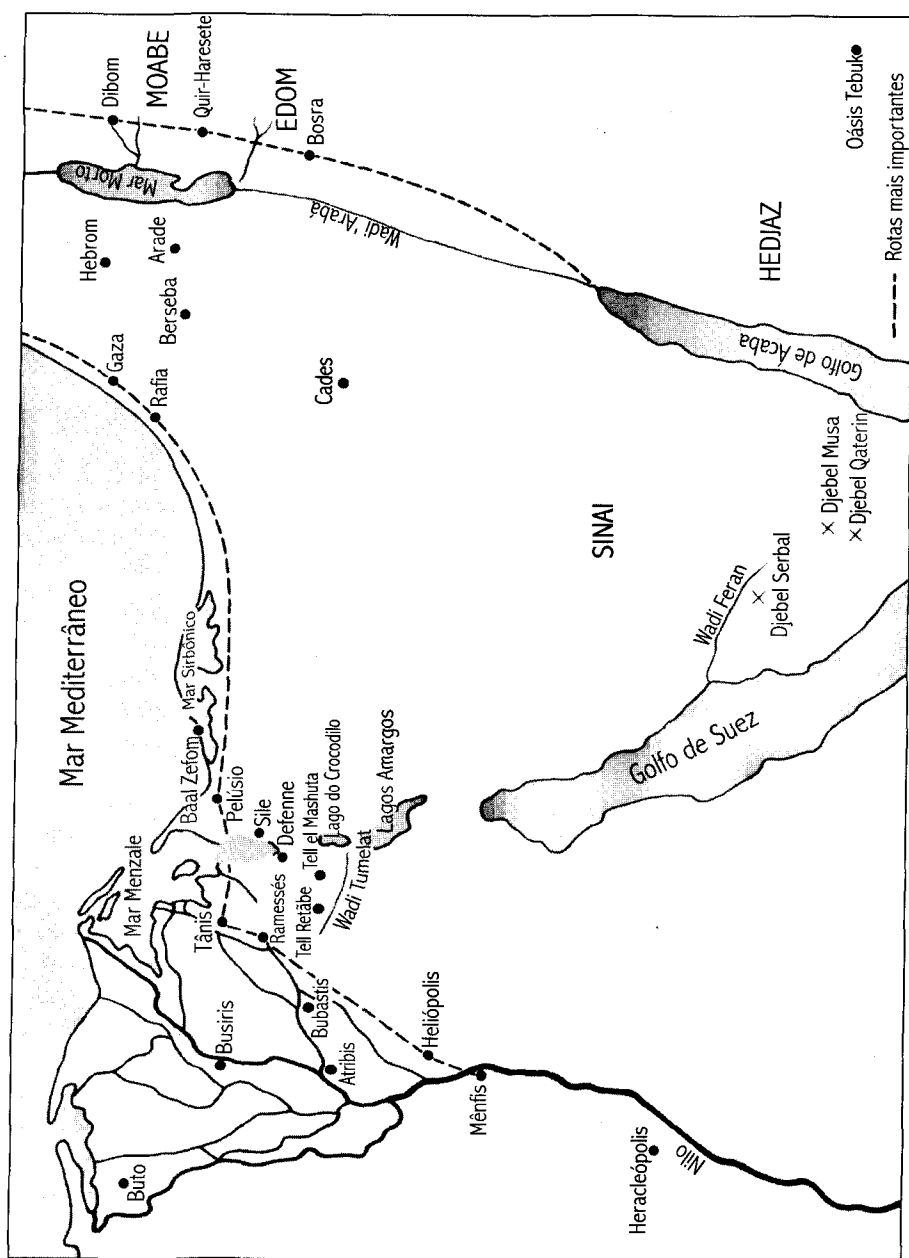 Mar Mediterrâneo
Mar Menzale
Buto
Busiris
Tânis
Ramessés
Bubastis
Atribis
Heliópolis
Mênfis
Heracleópolis
Nilo
Baal Zefom
Mar Sirbônico
Pelúsio
Sile
Defenne
Tell el Mashuta
Tell Retâbe
Lago do Crocodilo
Wadi Tumelat
Lagos Amargos
Golfo de Suez
Gaza
Rafia
Hebrom
Arade
Berseba
Cades
SINAI
Wadi Feran
Djebel Serbal
Djebel Musa
Djebel Qaterin
Mar Morto
Dibom
MOABE
Quir-Haresete
EDOM
Bosra
Wadi 'Arabá
Golfo de Ácaba
HEDJAZ
Oásis Tebuk
Rotas mais importantes